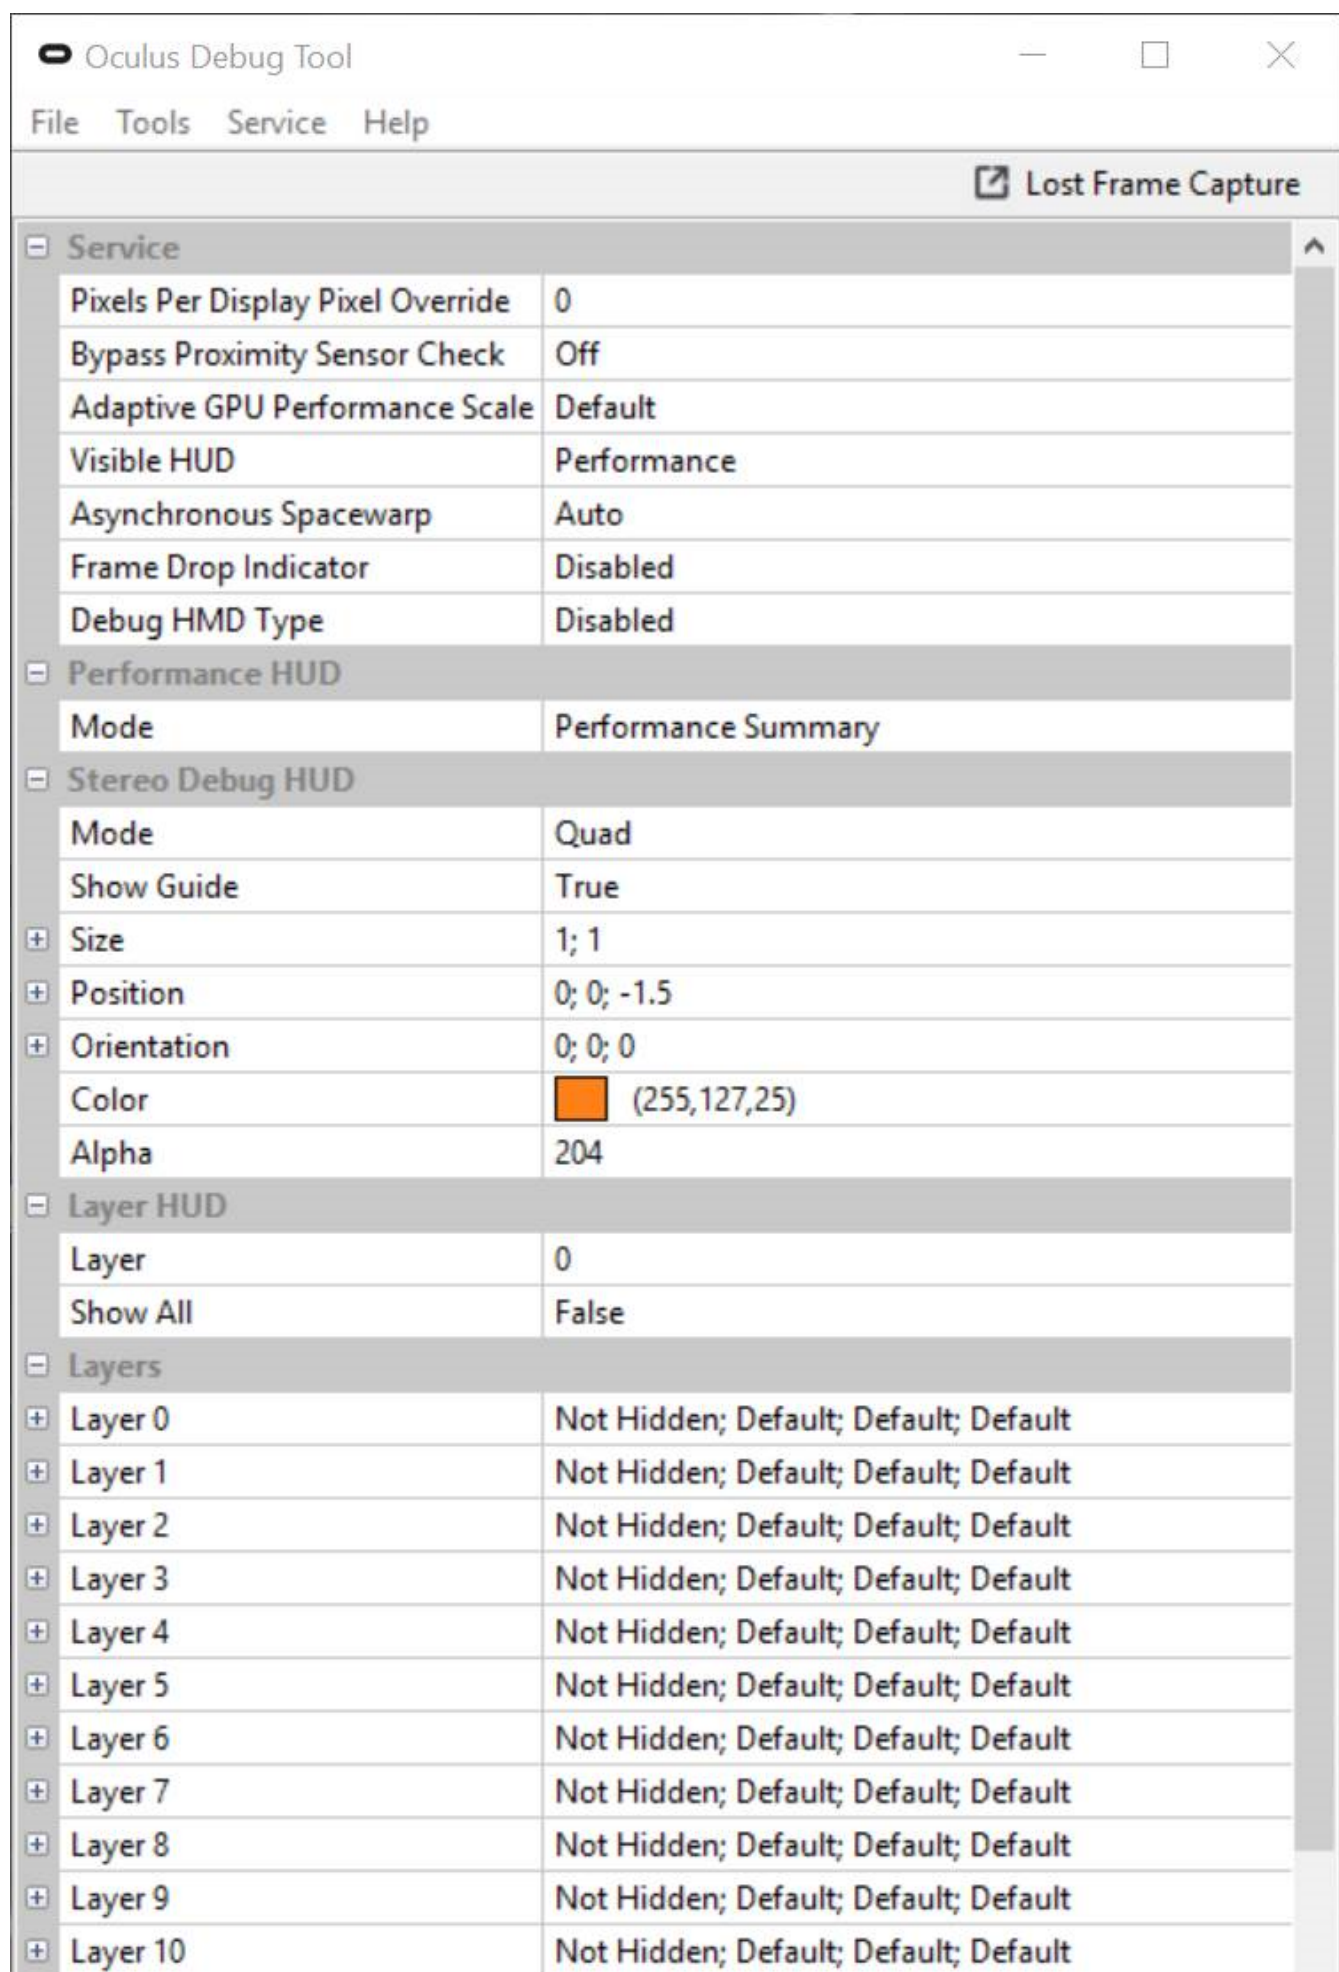 Oculus Debug Tool
File Tools Service Help
Lost Frame Capture
Service
Pixels Per Display Pixel Override 0
Bypass Proximity Sensor Check Off
Adaptive GPU Performance Scale Default
Visible HUD Performance
Asynchronous Spacewarp Auto
Frame Drop Indicator Disabled
Debug HMD Type Disabled
Performance HUD
Mode Performance Summary
Stereo Debug HUD
Mode Quad
Show Guide True
Size 1; 1
Position 0; 0; -1.5
Orientation 0; 0; 0
Color (255,127,25)
Alpha 204
Layer HUD
Layer 0
Show All False
Layers
Layer 0 Not Hidden; Default; Default; Default
Layer 1 Not Hidden; Default; Default; Default
Layer 2 Not Hidden; Default; Default; Default
Layer 3 Not Hidden; Default; Default; Default
Layer 4 Not Hidden; Default; Default; Default
Layer 5 Not Hidden; Default; Default; Default
Layer 6 Not Hidden; Default; Default; Default
Layer 7 Not Hidden; Default; Default; Default
Layer 8 Not Hidden; Default; Default; Default
Layer 9 Not Hidden; Default; Default; Default
Layer 10 Not Hidden; Default; Default; Default